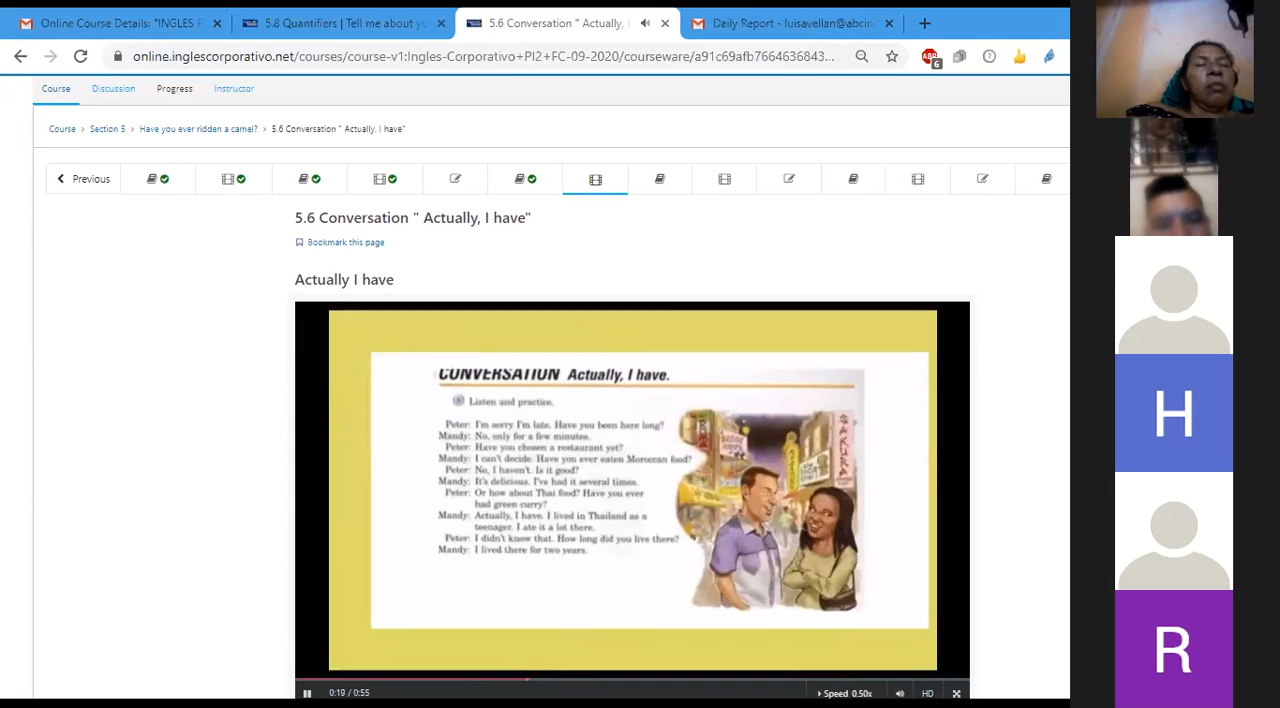 Online Course Details: "INGLES P
5.8 Quantifiers | Tell me about yo
5.6 Conversation " Actually, I
Daily Report - luisavellan@abcin
online.inglescorporativo.net/courses/course-v1:Ingles-Corporativo+PI2+FC-09-2020/courseware/a91c69afb7664636843...
6
Course Discussion Progress Instructor
Course > Section 5 > Have you ever ridden a camel? > 5.6 Conversation " Actually, I have"
Previous
5.6 Conversation " Actually, I have"
Bookmark this page
Actually I have
CONVERSATION Actually, I have.
Listen and practice.
Peter: I'm sorry I'm late. Have you been here long?
Mandy: No, only for a few minutes.
Peter: Have you chosen a restaurant yet?
Mandy: I can't decide. Have you ever eaten Moroccan food?
Peter: No, I haven't. Is it good?
Mandy: It's delicious. I've had it several times.
Peter: Or how about Thai food? Have you ever
had green curry?
Mandy: Actually, I have. I lived in Thailand as a
teenager. I ate it a lot there.
Peter: I didn't know that. How long did you live there?
Mandy: I lived there for two years.
SAKURA
0:19 / 0:55
Speed 0.50x
HD
H
R